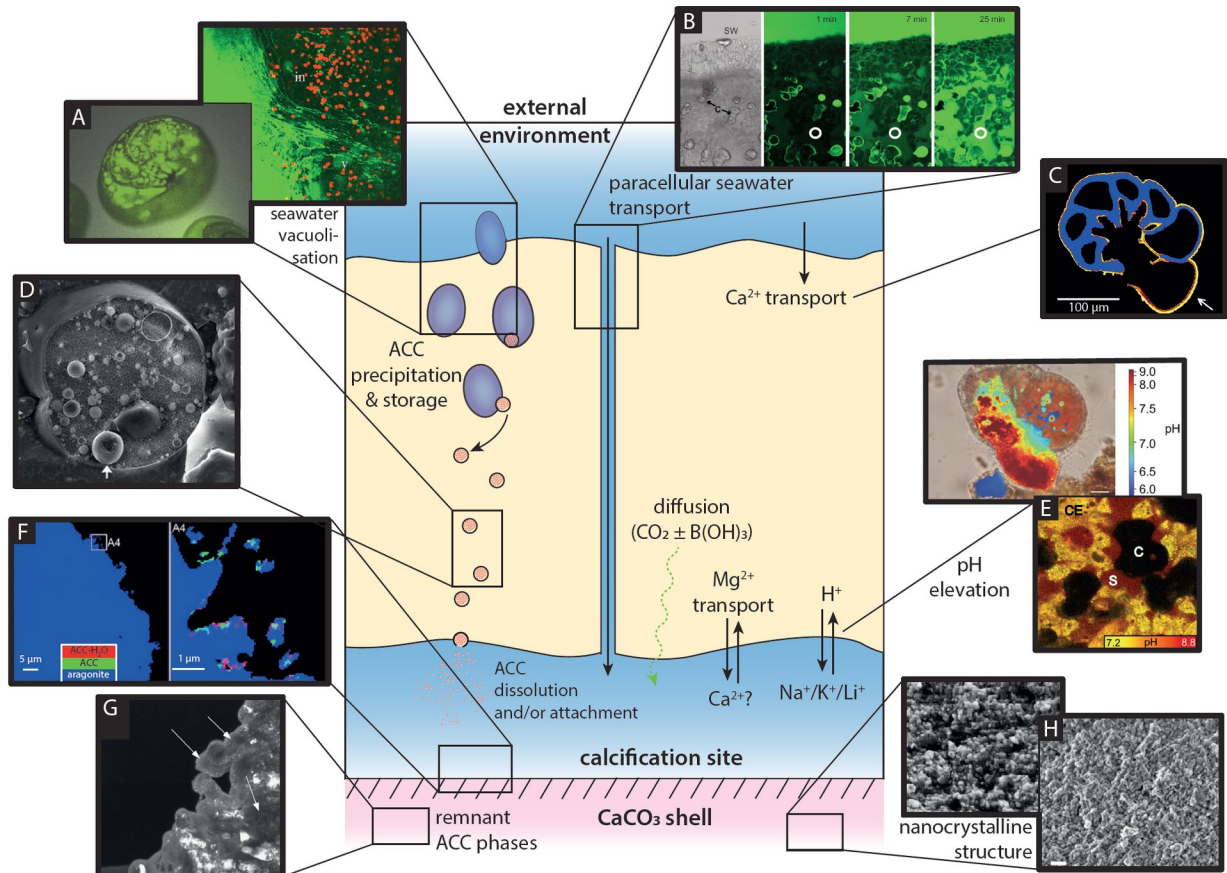 A
in
y
B
SW
C
1 min
7 min
25 min
external
environment
seawater
vacuoli-
sation
paracellular seawater
transport
Ca²⁺ transport
C
100 µm
D
ACC
precipitation
& storage
diffusion
(CO₂ ± B(OH)₃)
Mg²⁺
transport
H⁺
Ca²⁺?
Na⁺/K⁺/Li⁺
pH
elevation
9.0
8.0
7.5
7.0
6.5
6.0
pH
E
CE
C
S
7.2 pH 8.8
F
A4
A4
ACC-H₂O
ACC
aragonite
5 µm
1 µm
ACC
dissolution
and/or attachment
calcification site
CaCO₃ shell
G
remnant
ACC phases
H
nanocrystalline
structure